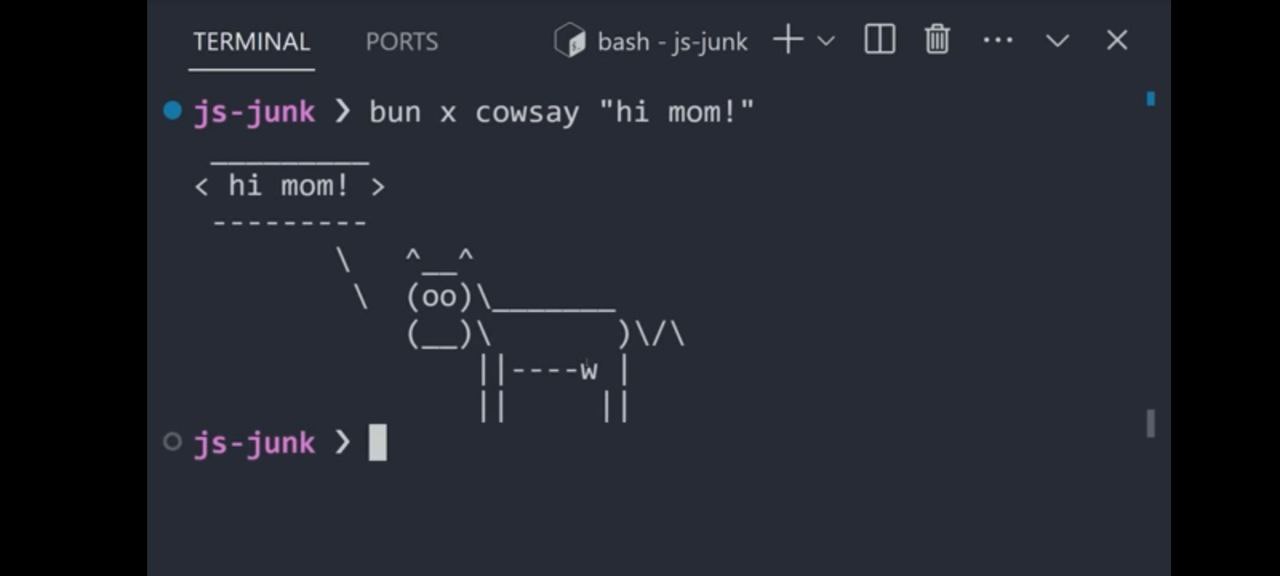 TERMINAL PORTS bash - js-junk
js-junk ❯ bun x cowsay "hi mom!"
 _________
< hi mom! >
 ---------
        \   ^__^
         \  (oo)\_______
            (__)\       )\/\
                ||----w |
                ||     ||
js-junk ❯